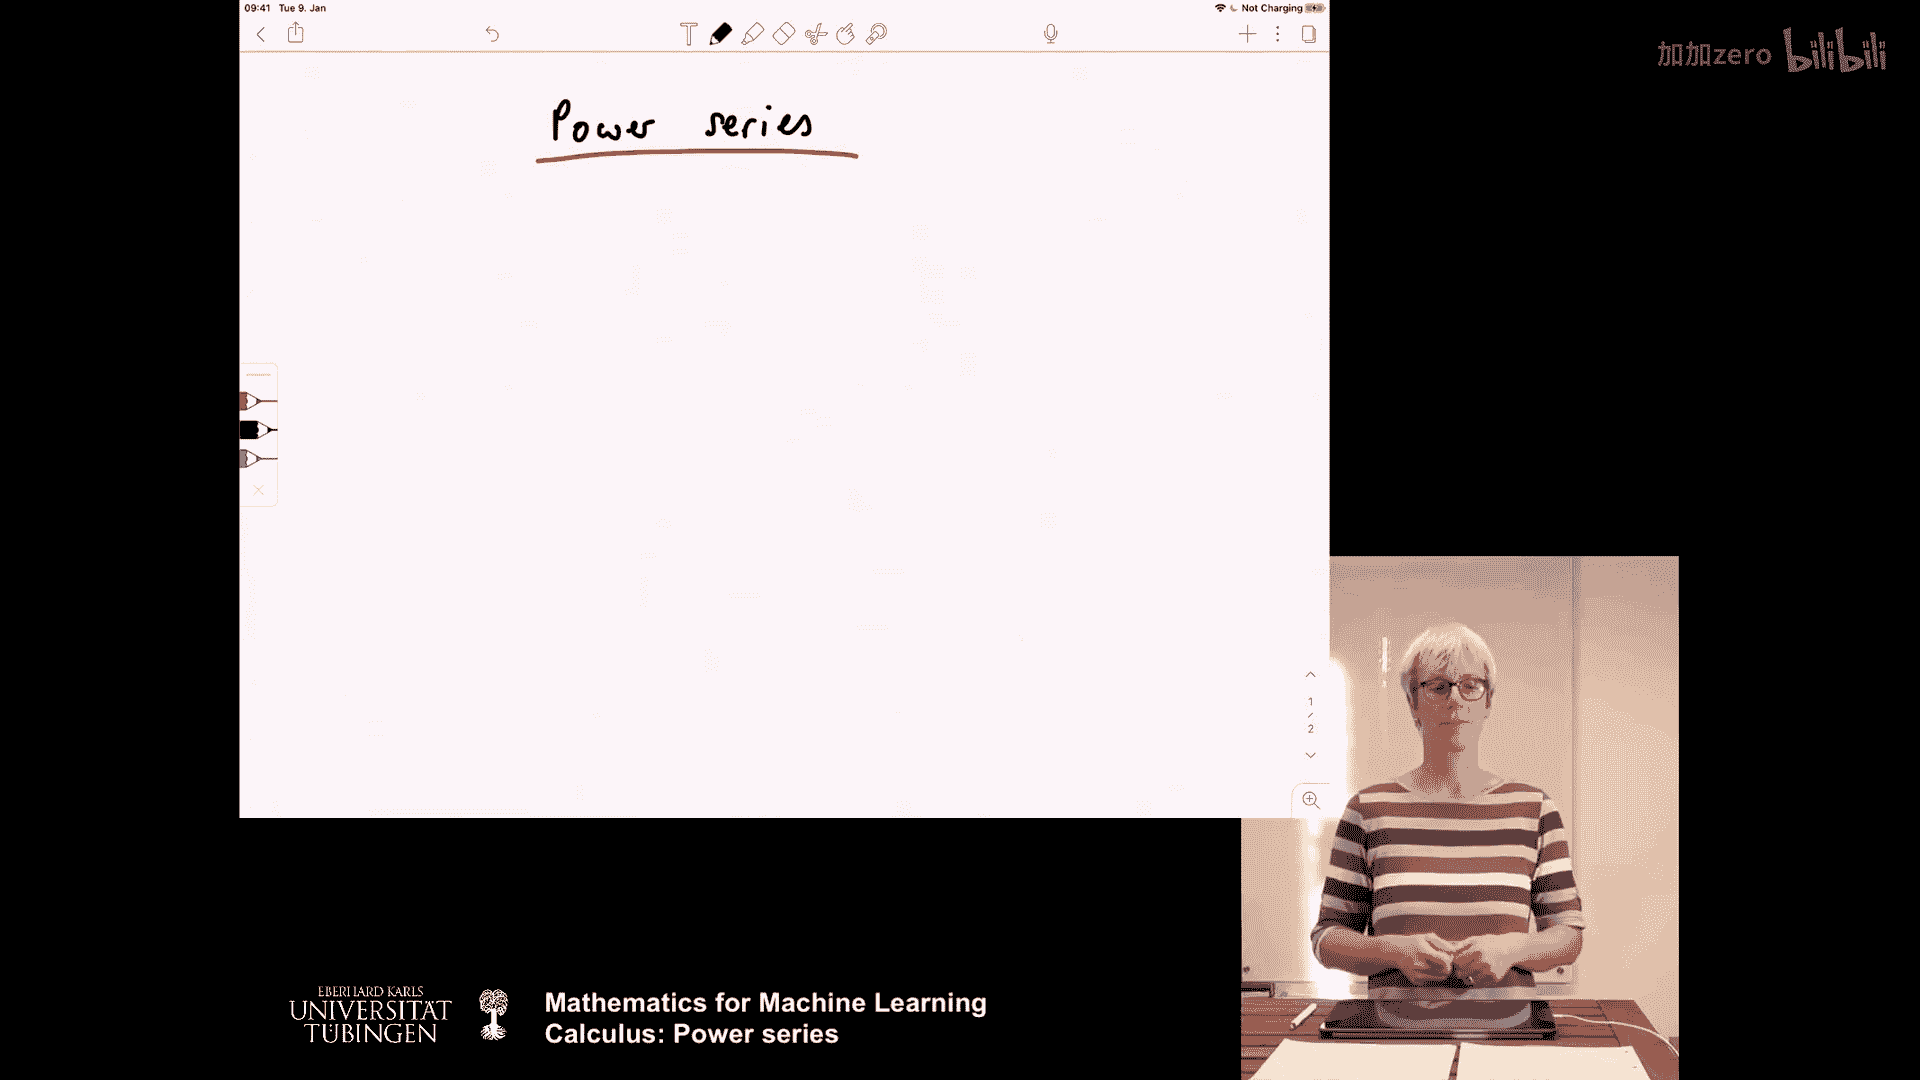 09:41 Tue 9. Jan
Not Charging
加加zero bilibili
T
Power series
1
/
2
EBERHARD KARLS
UNIVERSITÄT
TÜBINGEN
Mathematics for Machine Learning
Calculus: Power series